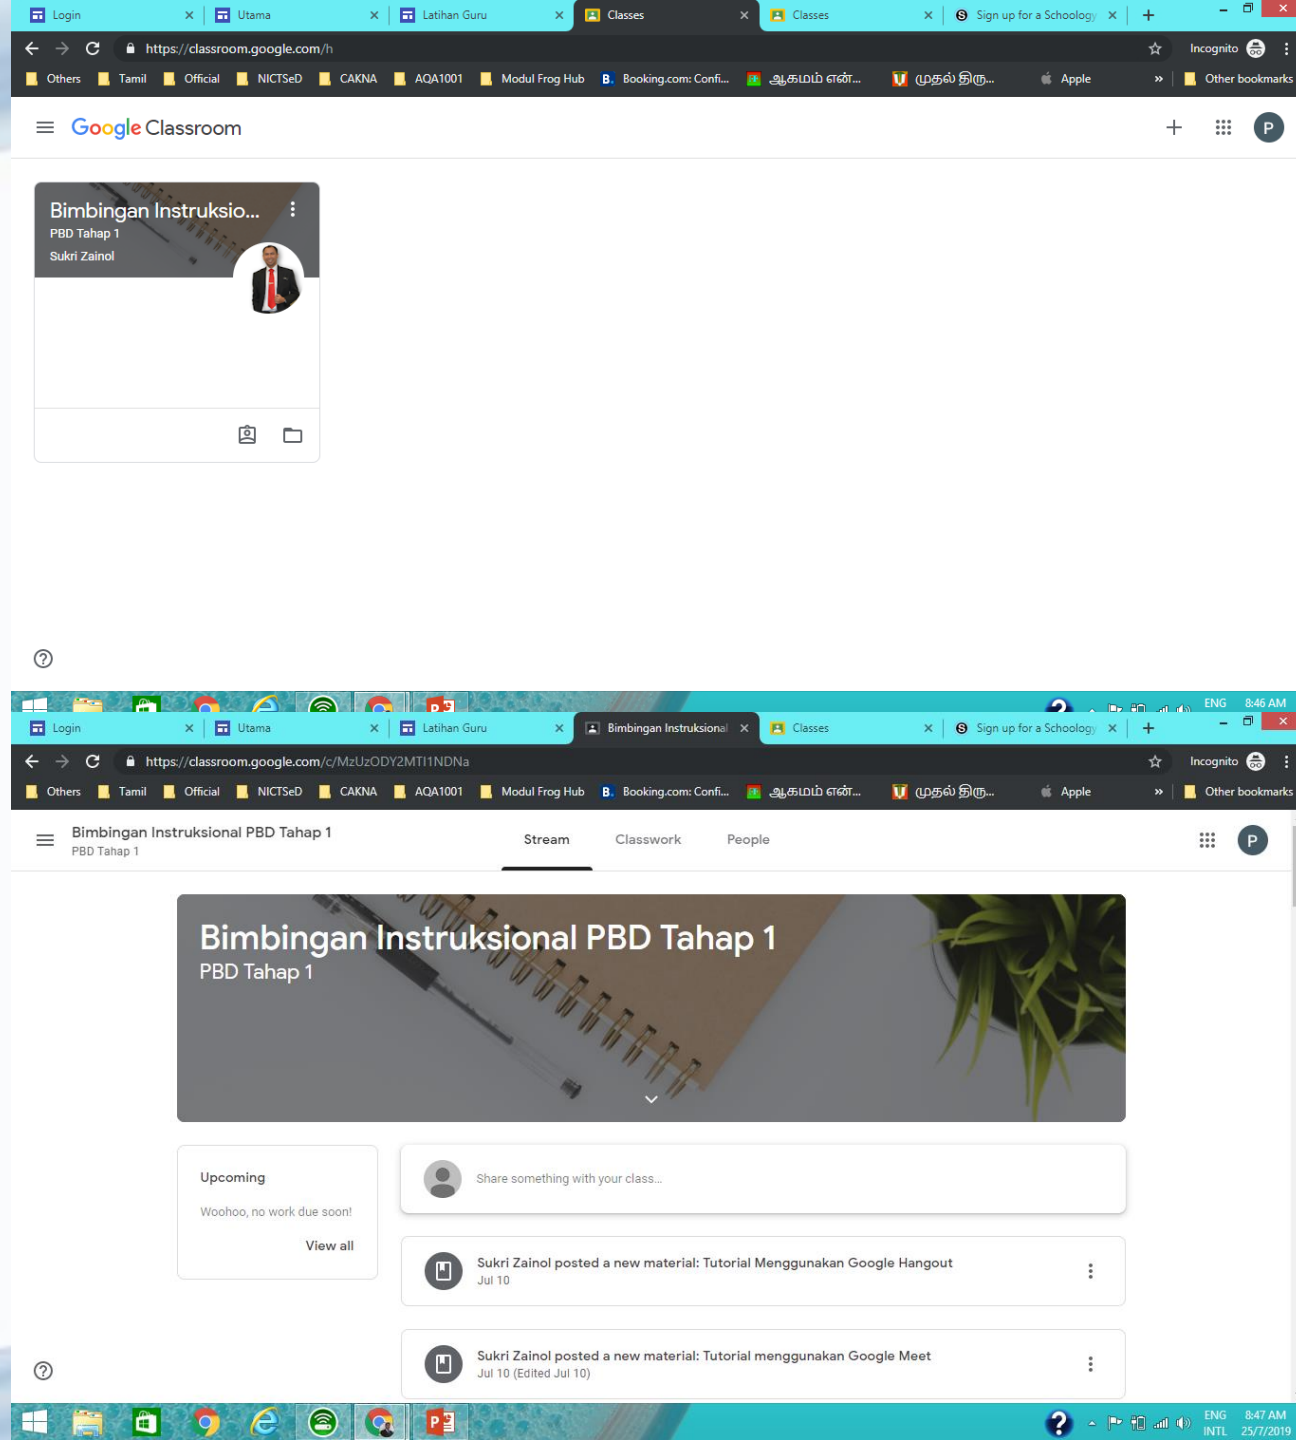 Login
Utama
Latihan Guru
Classes
Classes
Sign up for a Schoology
https://classroom.google.com/h
Incognito
Others
Tamil
Official
NICTSeD
CAKNA
AQA1001
Modul Frog Hub
B. Booking.com: Confi...
ஆகமம் என்...
முதல் திரு...
Apple
»
Other bookmarks
Google Classroom
P
Bimbingan Instruksio...
PBD Tahap 1
Sukri Zainol
ENG 8:46 AM
Login
Utama
Latihan Guru
Bimbingan Instruksional
Classes
Sign up for a Schoology
https://classroom.google.com/c/MzUzODY2MTI1NDNa
Incognito
Others
Tamil
Official
NICTSeD
CAKNA
AQA1001
Modul Frog Hub
B. Booking.com: Confi...
ஆகமம் என்...
முதல் திரு...
Apple
»
Other bookmarks
Bimbingan Instruksional PBD Tahap 1
PBD Tahap 1
Stream
Classwork
People
P
Bimbingan Instruksional PBD Tahap 1
PBD Tahap 1
Upcoming
Woohoo, no work due soon!
View all
Share something with your class...
Sukri Zainol posted a new material: Tutorial Menggunakan Google Hangout
Jul 10
Sukri Zainol posted a new material: Tutorial menggunakan Google Meet
Jul 10 (Edited Jul 10)
ENG 8:47 AM
INTL 25/7/2019